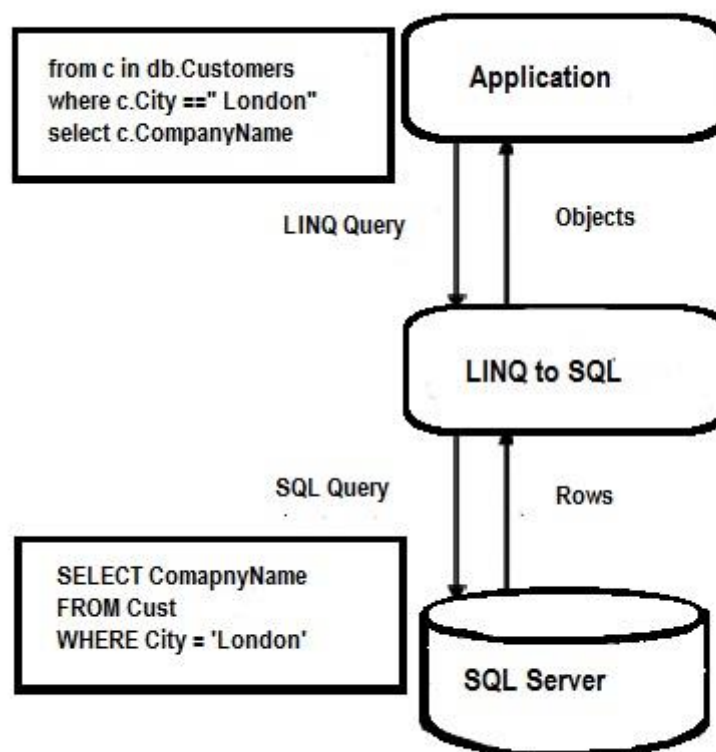 from c in db.Customers
where c.City ==" London"
select c.CompanyName
Application
LINQ Query
Objects
LINQ to SQL
SQL Query
Rows
SELECT ComapnyName
FROM Cust
WHERE City = 'London'
SQL Server